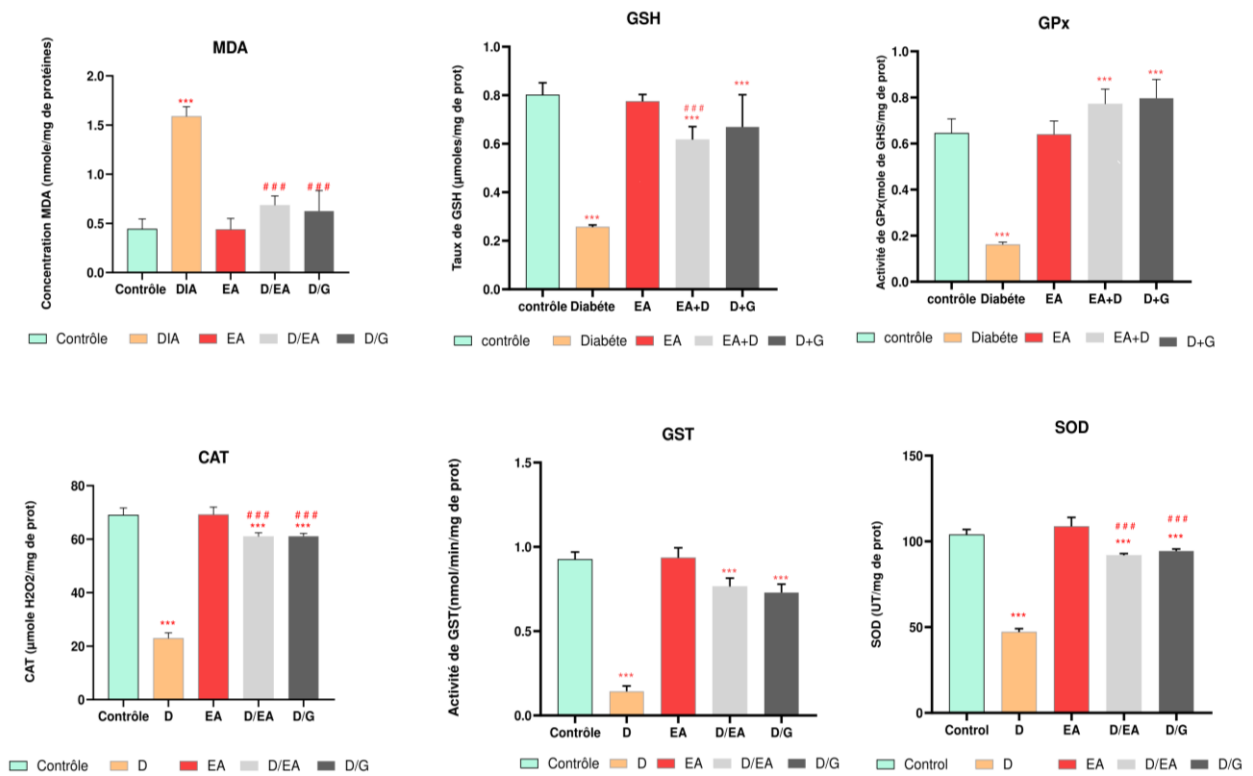 MDA
Concentration MDA (nmole/mg de protéines)
2.0
1.5
1.0
0.5
0.0
***
# # #
# # #
Contrôle DIA EA D/EA D/G
Contrôle DIA EA D/EA D/G
GSH
Taux de GSH (µmoles/mg de prot)
1.0
0.8
0.6
0.4
0.2
0.0
***
# # #
***
***
contrôle Diabéte EA EA+D D+G
contrôle Diabéte EA EA+D D+G
GPx
Activité de GPx(mole de GHS/mg de prot)
1.0
0.8
0.6
0.4
0.2
0.0
***
***
***
contrôle Diabéte EA EA+D D+G
contrôle Diabéte EA EA+D D+G
CAT
CAT (µmole H2O2/mg de prot)
80
60
40
20
0
***
# # #
***
# # #
***
Contrôle D EA D/EA D/G
Contrôle D EA D/EA D/G
GST
Activité de GST(nmol/min/mg de prot)
1.5
1.0
0.5
0.0
***
***
***
Contrôle D EA D/EA D/G
Contrôle D EA D/EA D/G
SOD
SOD (UT/mg de prot)
150
100
50
0
***
# # #
***
# # #
***
Control D EA D/EA D/G
Control D EA D/EA D/G